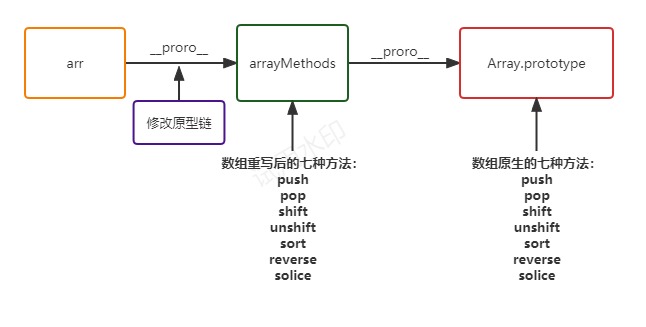 arr
__proro__
arrayMethods
__proro__
Array.prototype
修改原型链
数组重写后的七种方法：
push
pop
shift
unshift
sort
reverse
solice
数组原生的七种方法：
push
pop
shift
unshift
sort
reverse
solice